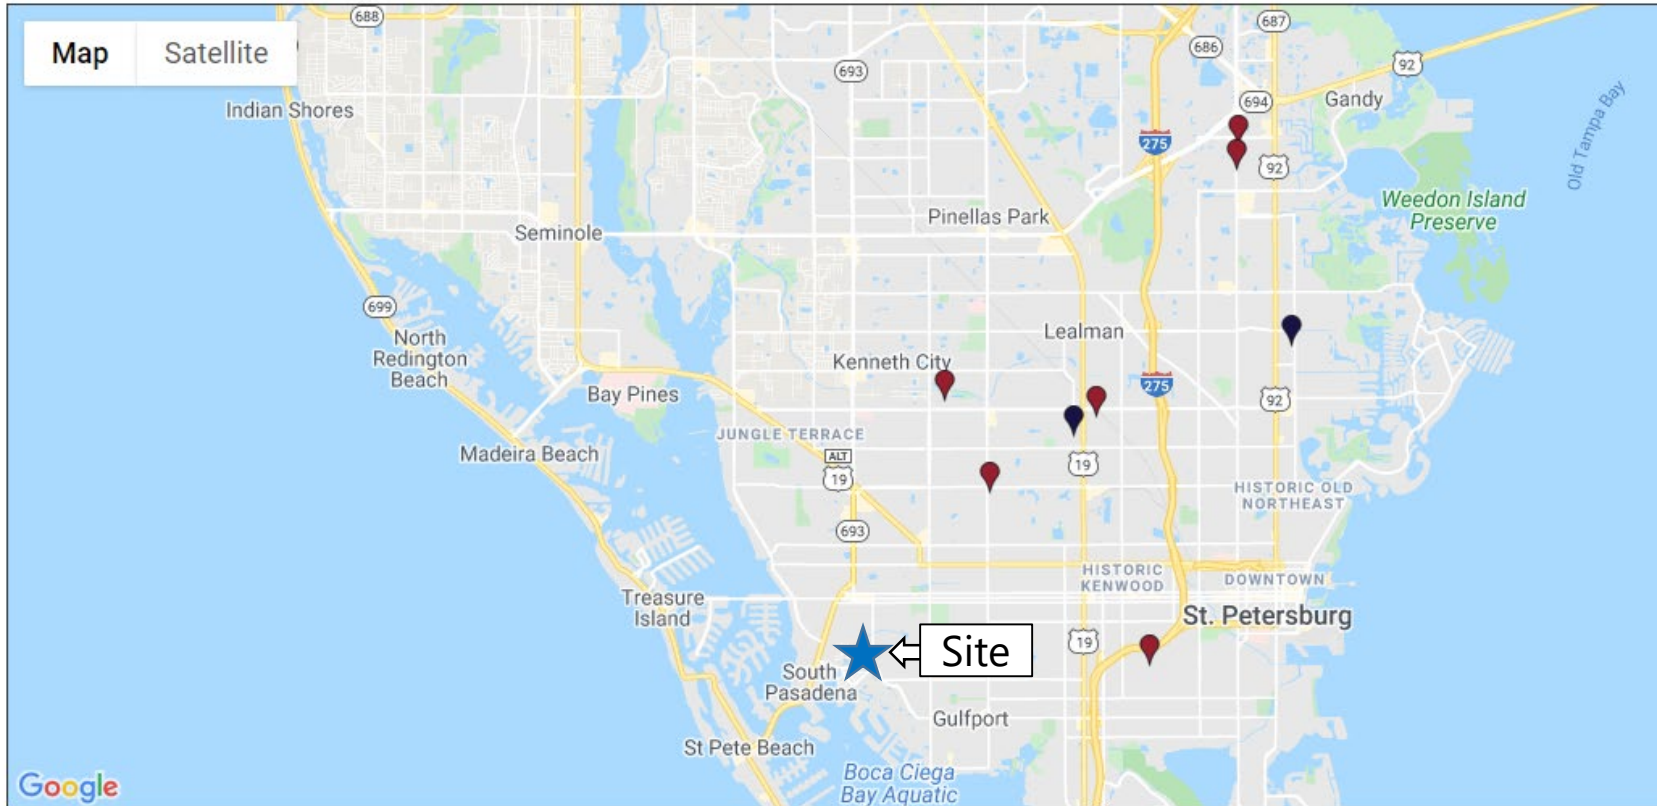 688
687
Map
Satellite
686
693
92
694
Gandy
Indian Shores
275
92
Old Tampa Bay
Weedon Island
Preserve
Pinellas Park
Seminole
699
North
Redington
Beach
Lealman
Kenneth City
275
Bay Pines
92
JUNGLE TERRACE
Madeira Beach
ALT
19
19
HISTORIC OLD
NORTHEAST
693
HISTORIC
KENWOOD
DOWNTOWN
Treasure
Island
St. Petersburg
19
Site
South
Pasadena
Gulfport
St Pete Beach
Boca Ciega
Bay Aquatic
Google